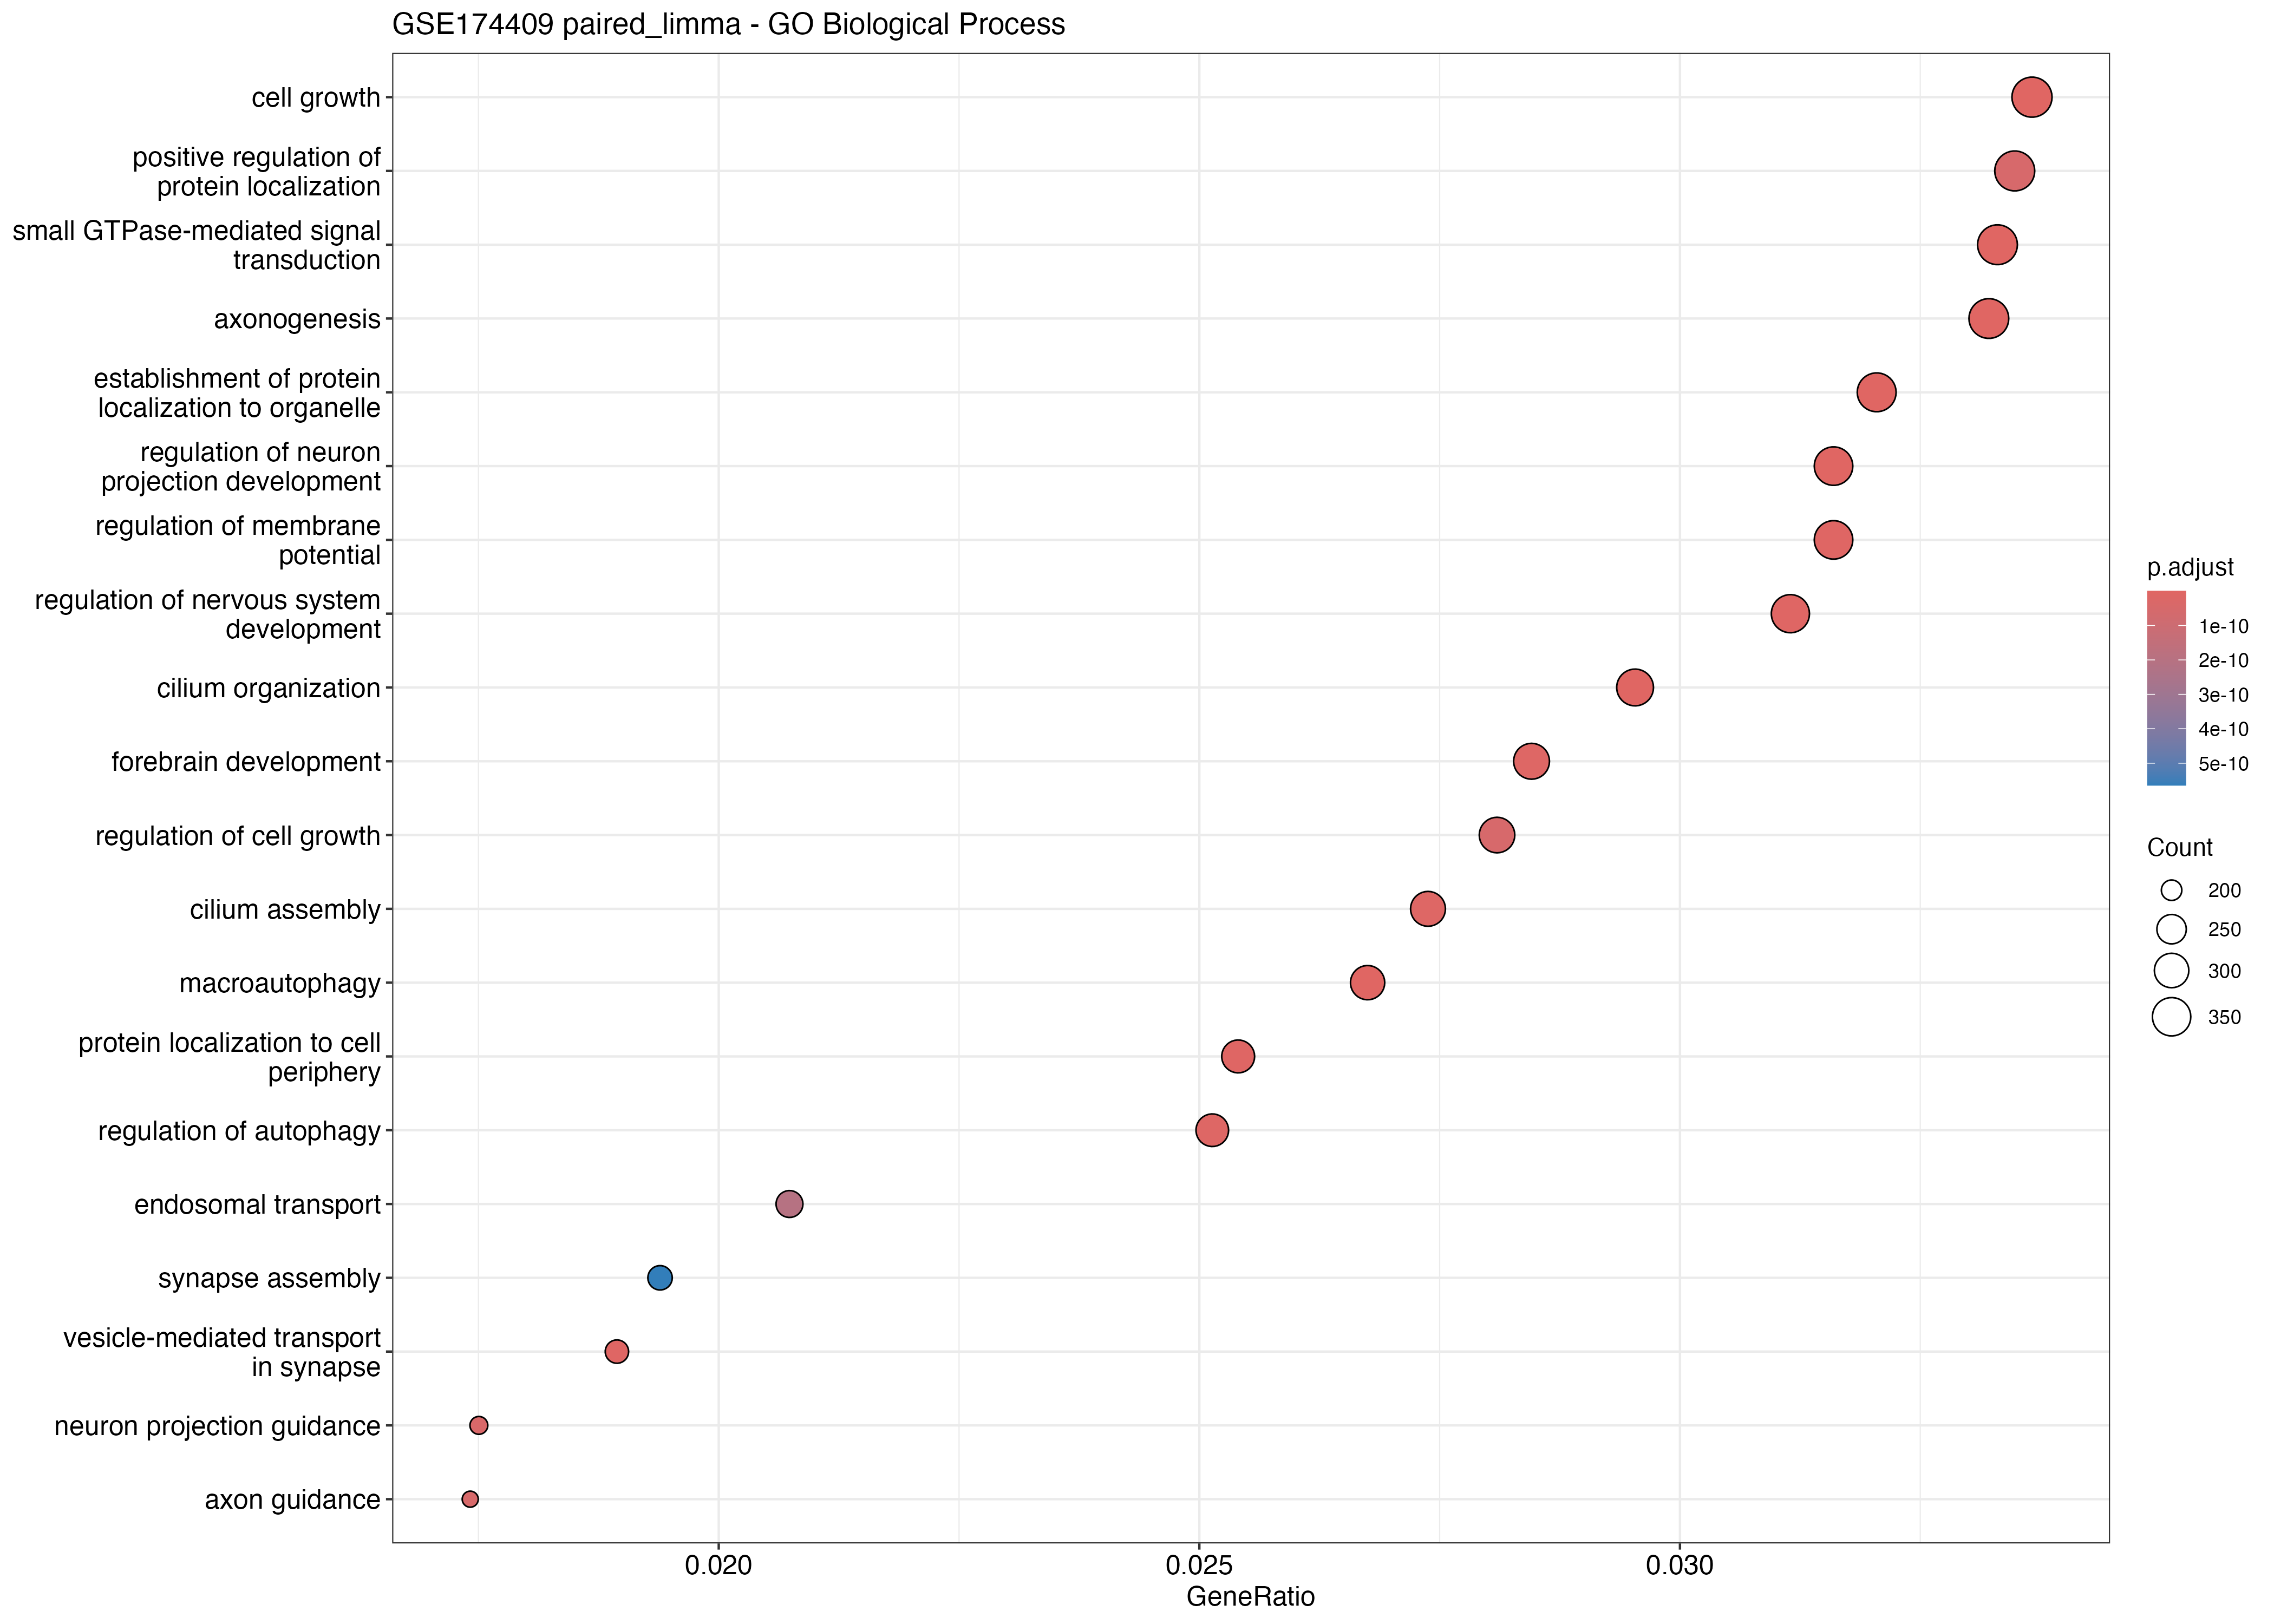 GSE174409 paired_limma - GO Biological Process
cell growth
positive regulation of
protein localization
small GTPase-mediated signal
transduction
axonogenesis
establishment of protein
localization to organelle
regulation of neuron
projection development
regulation of membrane
potential
regulation of nervous system
development
cilium organization
forebrain development
regulation of cell growth
cilium assembly
macroautophagy
protein localization to cell
periphery
regulation of autophagy
endosomal transport
synapse assembly
vesicle-mediated transport
in synapse
neuron projection guidance
axon guidance
0.020 0.025 0.030
GeneRatio
p.adjust
1e-10
2e-10
3e-10
4e-10
5e-10
Count
200
250
300
350